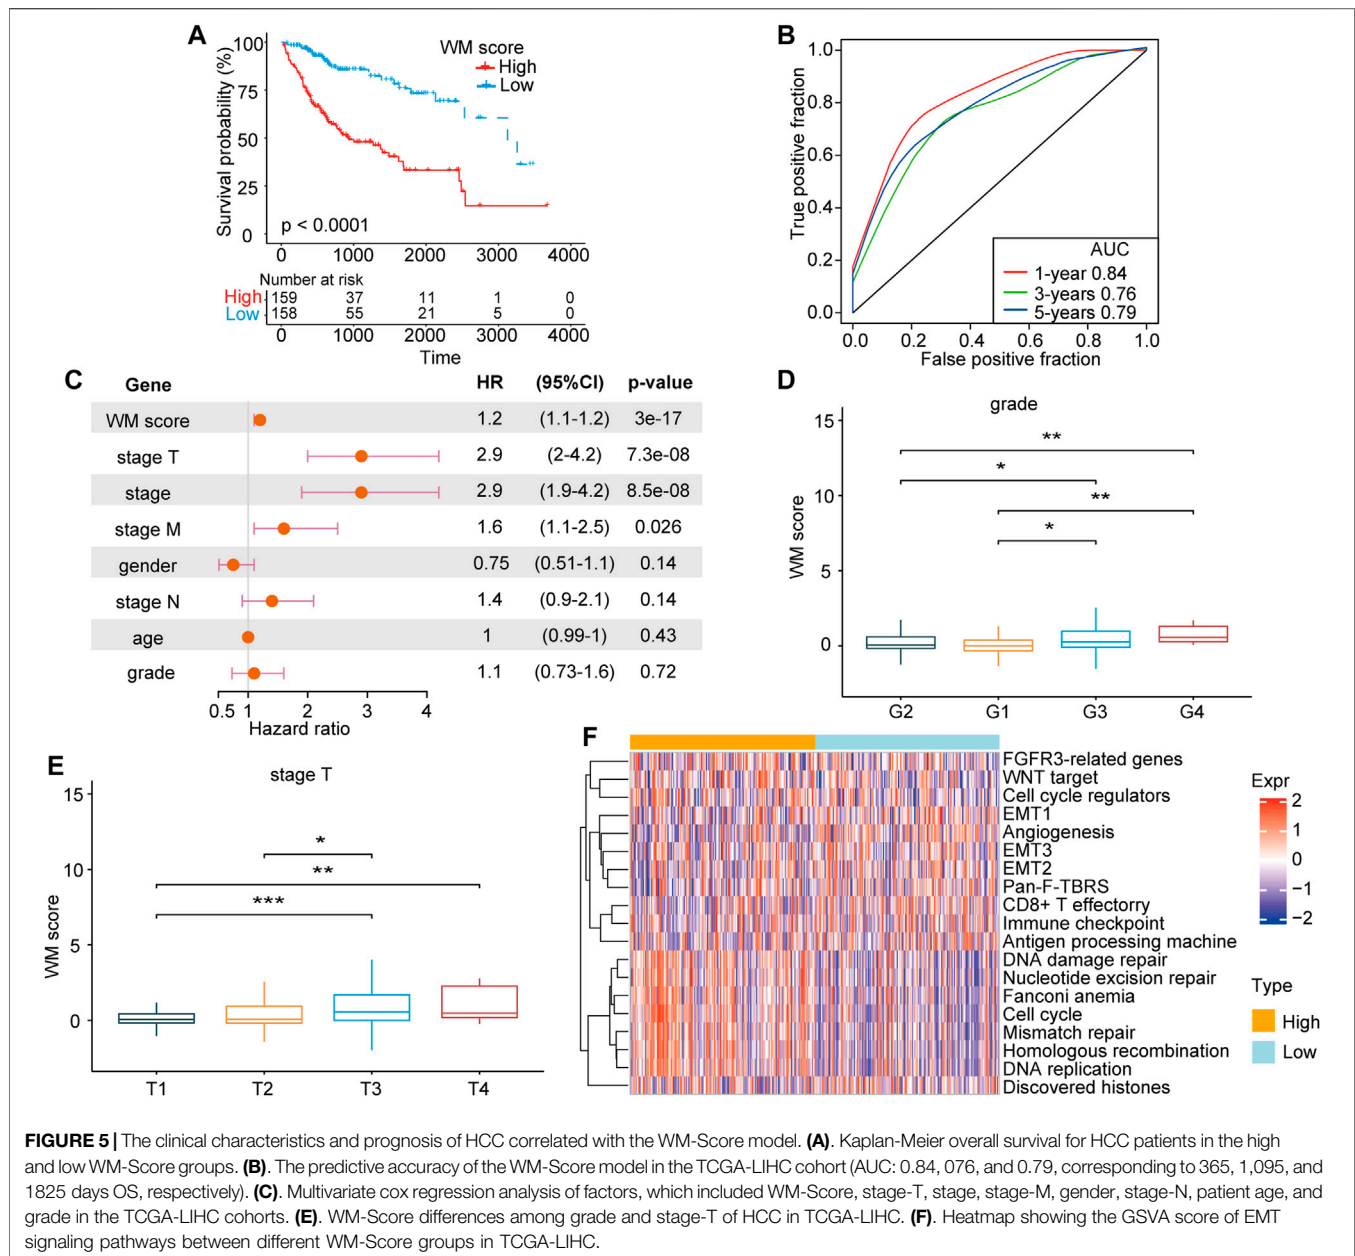 A
Survival probability (%)
100
75
50
25
0
WM score
High
Low
p < 0.0001
0 1000 2000 3000 4000
Number at risk
High 159 37 11 1 0
Low 158 55 21 5 0
0 1000 2000 3000 4000
Time
B
True positive fraction
1.0
0.8
0.6
0.4
0.2
0.0
AUC
1-year 0.84
3-years 0.76
5-years 0.79
0.0 0.2 0.4 0.6 0.8 1.0
False positive fraction
C
Gene HR (95%CI) p-value
WM score 1.2 (1.1-1.2) 3e-17
stage T 2.9 (2-4.2) 7.3e-08
stage 2.9 (1.9-4.2) 8.5e-08
stage M 1.6 (1.1-2.5) 0.026
gender 0.75 (0.51-1.1) 0.14
stage N 1.4 (0.9-2.1) 0.14
age 1 (0.99-1) 0.43
grade 1.1 (0.73-1.6) 0.72
0.5 1 2 3 4
Hazard ratio
D
grade
WM score
15
10
5
0
**
*
**
*
G2 G1 G3 G4
E
stage T
WM score
15
10
5
0
*
**
***
T1 T2 T3 T4
F
FGFR3-related genes
WNT target
Cell cycle regulators
EMT1
Angiogenesis
EMT3
EMT2
Pan-F-TBRS
CD8+ T effectorry
Immune checkpoint
Antigen processing machine
DNA damage repair
Nucleotide excision repair
Fanconi anemia
Cell cycle
Mismatch repair
Homologous recombination
DNA replication
Discovered histones
Expr
2
1
0
−1
−2
Type
High
Low
FIGURE 5 | The clinical characteristics and prognosis of HCC correlated with the WM-Score model. (A). Kaplan-Meier overall survival for HCC patients in the high
and low WM-Score groups. (B). The predictive accuracy of the WM-Score model in the TCGA-LIHC cohort (AUC: 0.84, 076, and 0.79, corresponding to 365, 1,095, and
1825 days OS, respectively). (C). Multivariate cox regression analysis of factors, which included WM-Score, stage-T, stage, stage-M, gender, stage-N, patient age, and
grade in the TCGA-LIHC cohorts. (E). WM-Score differences among grade and stage-T of HCC in TCGA-LIHC. (F). Heatmap showing the GSVA score of EMT
signaling pathways between different WM-Score groups in TCGA-LIHC.